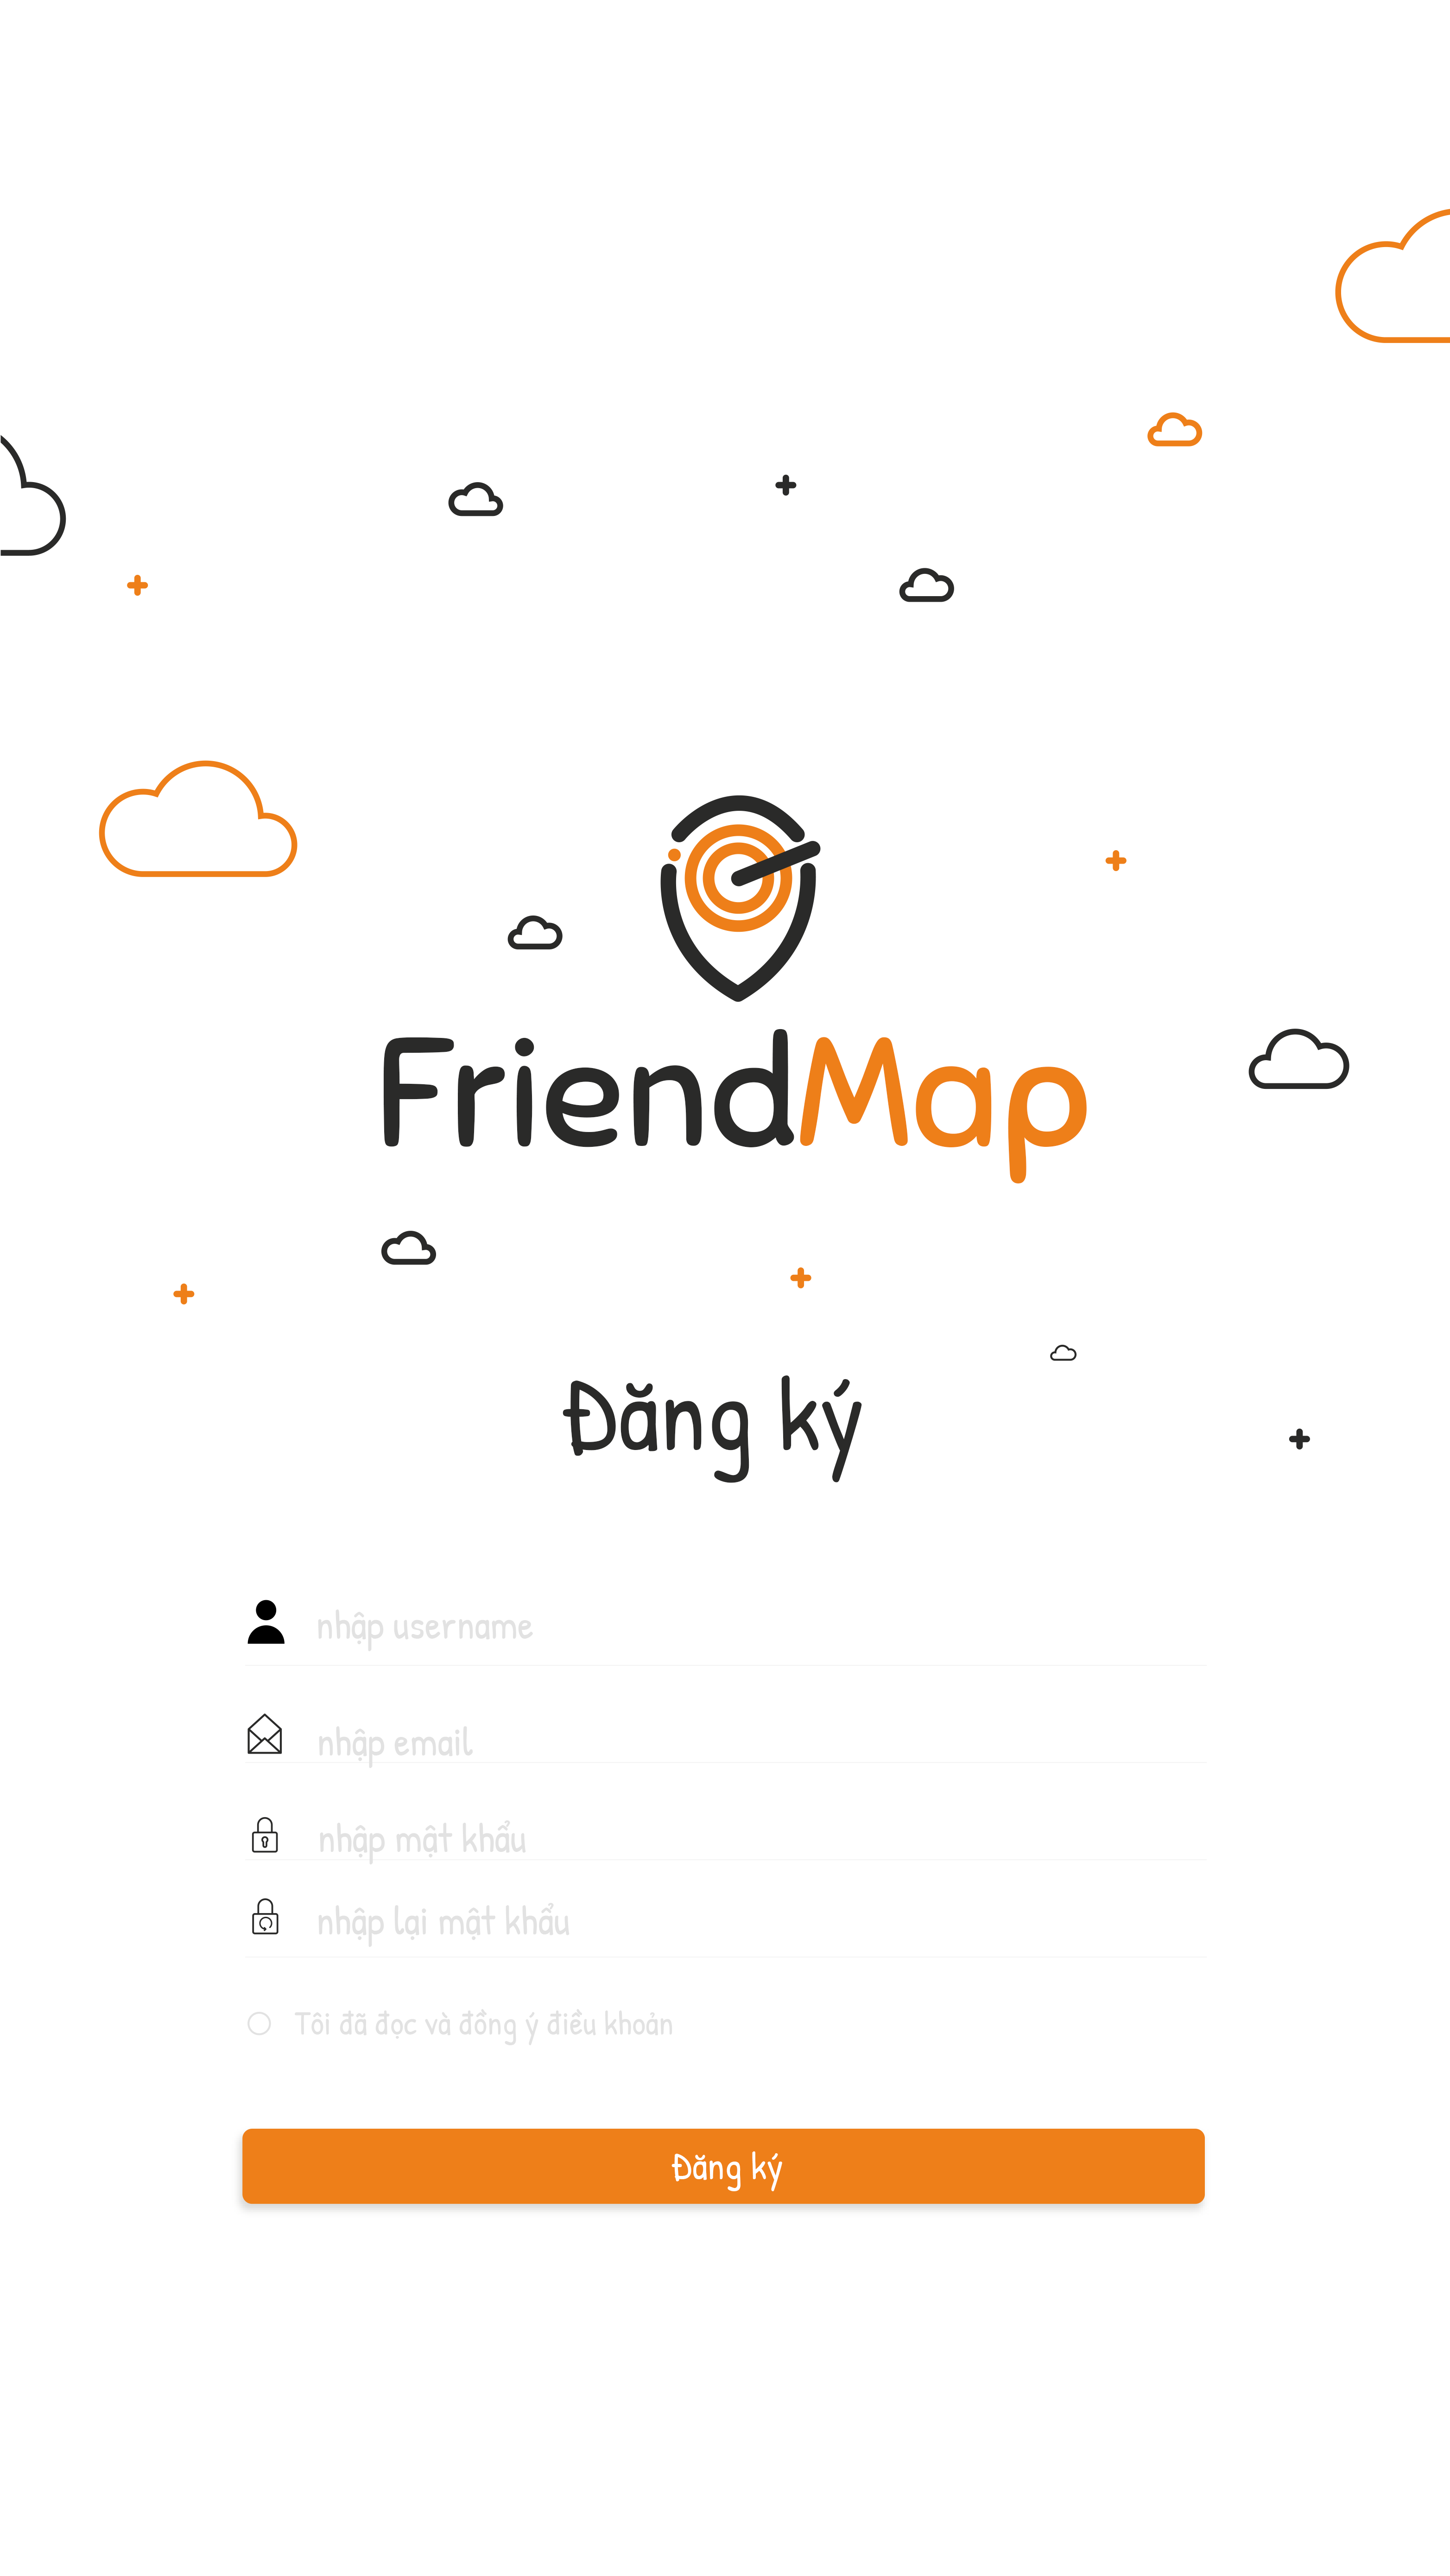 FriendMap
Đăng ký
nhập username
nhập email
nhập mật khẩu
nhập lại mật khẩu
Tôi đã đọc và đồng ý điều khoản
Đăng ký